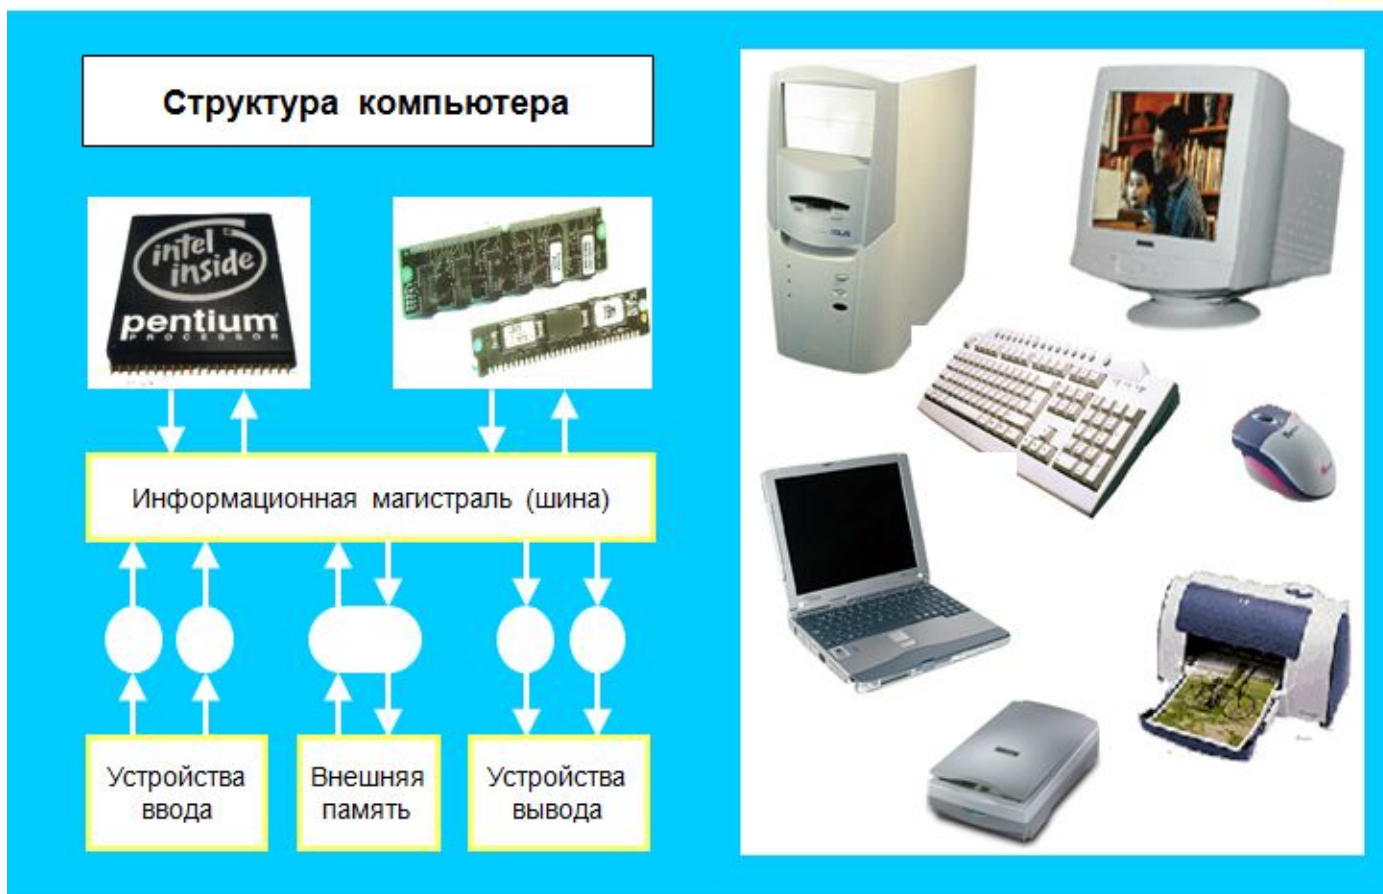 Структура компьютера
intel
inside
pentium
PROCESSOR
Информационная магистраль (шина)
Устройства
ввода
Внешняя
память
Устройства
вывода